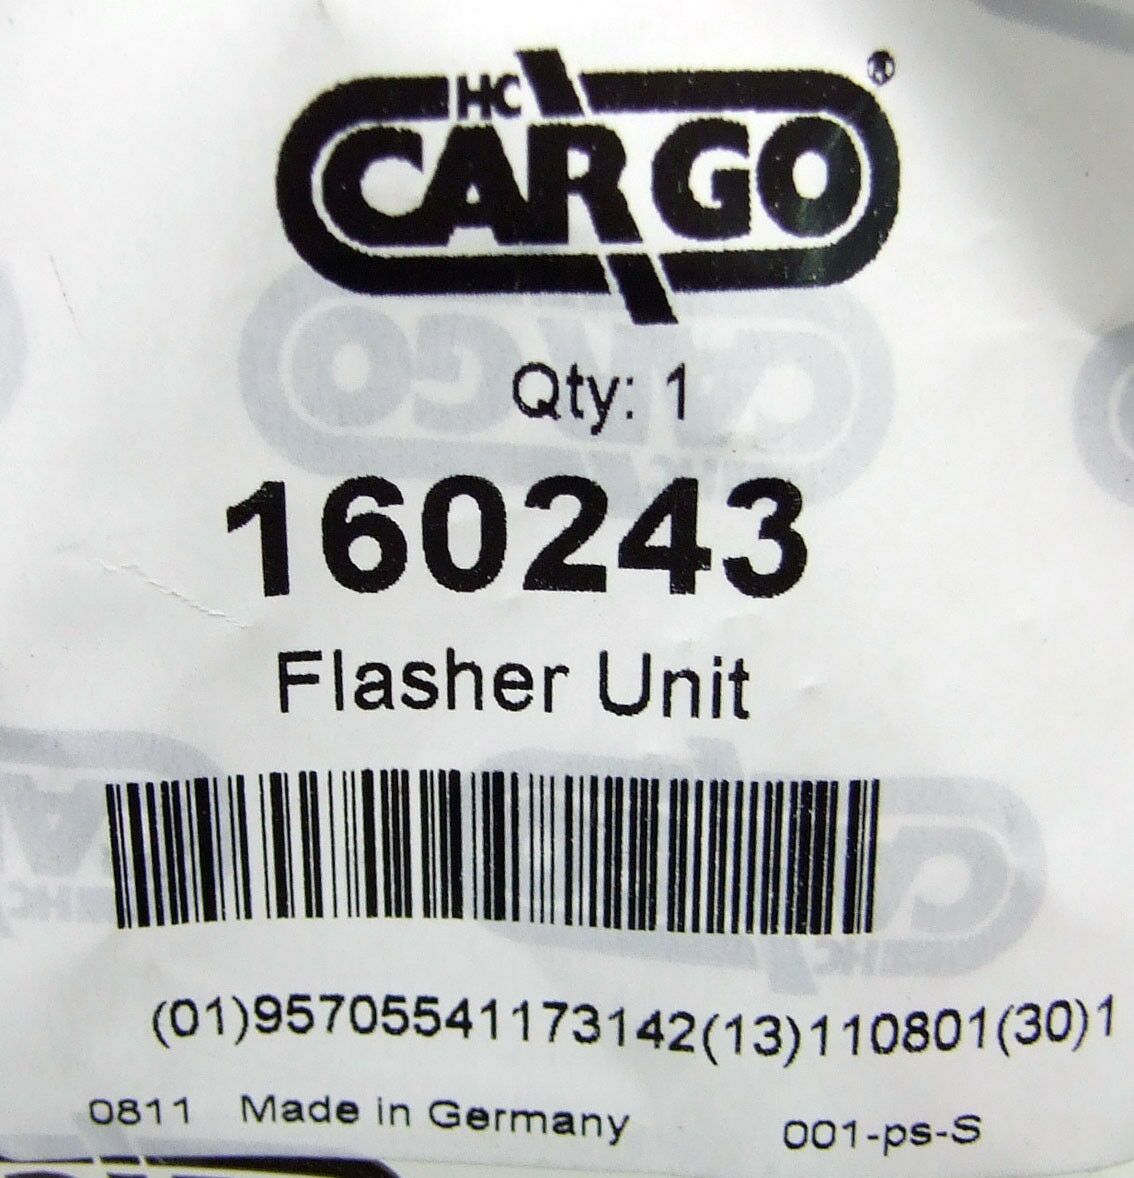 HC
CARGO®
Qty: 1
160243
Flasher Unit
(01)95705541173142(13)110801(30)1
0811 Made in Germany 001-ps-S